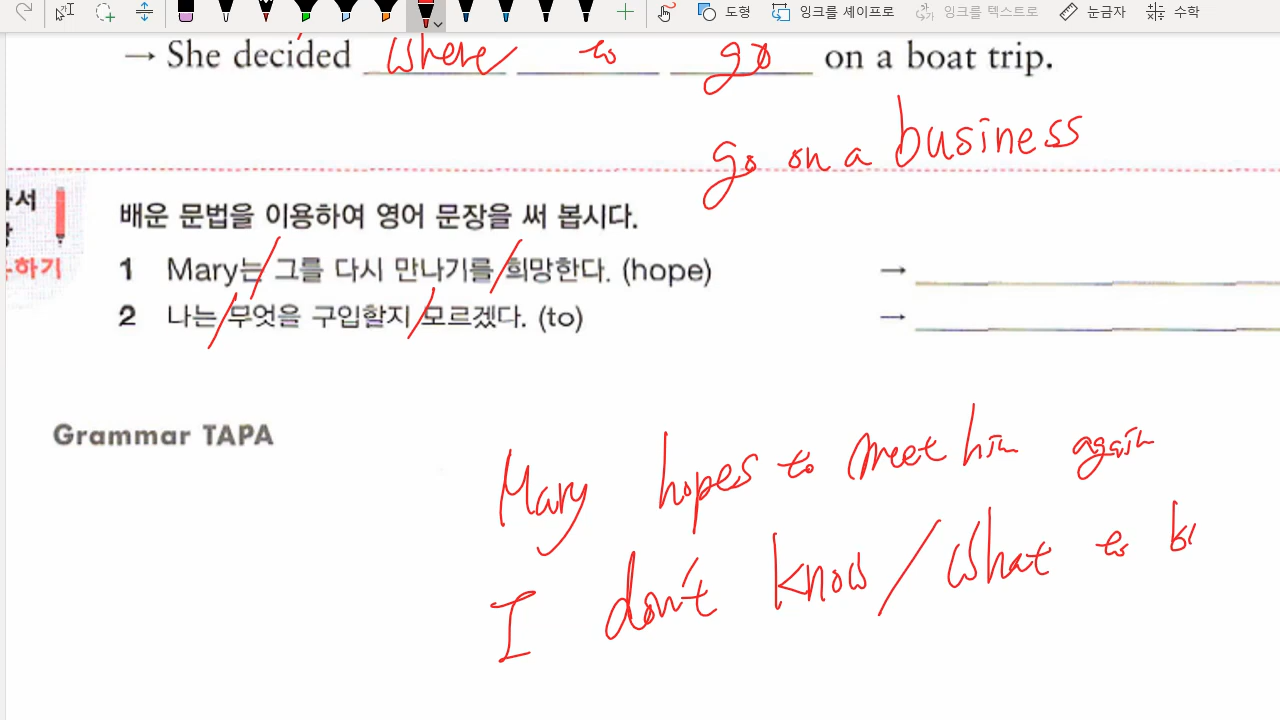 도형 잉크를 셰이프로 잉크를 텍스트로 눈금자 수학
→ She decided where to go on a boat trip.
go on a business
배운 문법을 이용하여 영어 문장을 써 봅시다.
하기
1 Mary는 / 그를 다시 만나기를 / 희망한다. (hope) →
2 나는 / 무엇을 구입할지 / 모르겠다. (to) →
Grammar TAPA
Mary hopes to meet him again
I don't know / what to